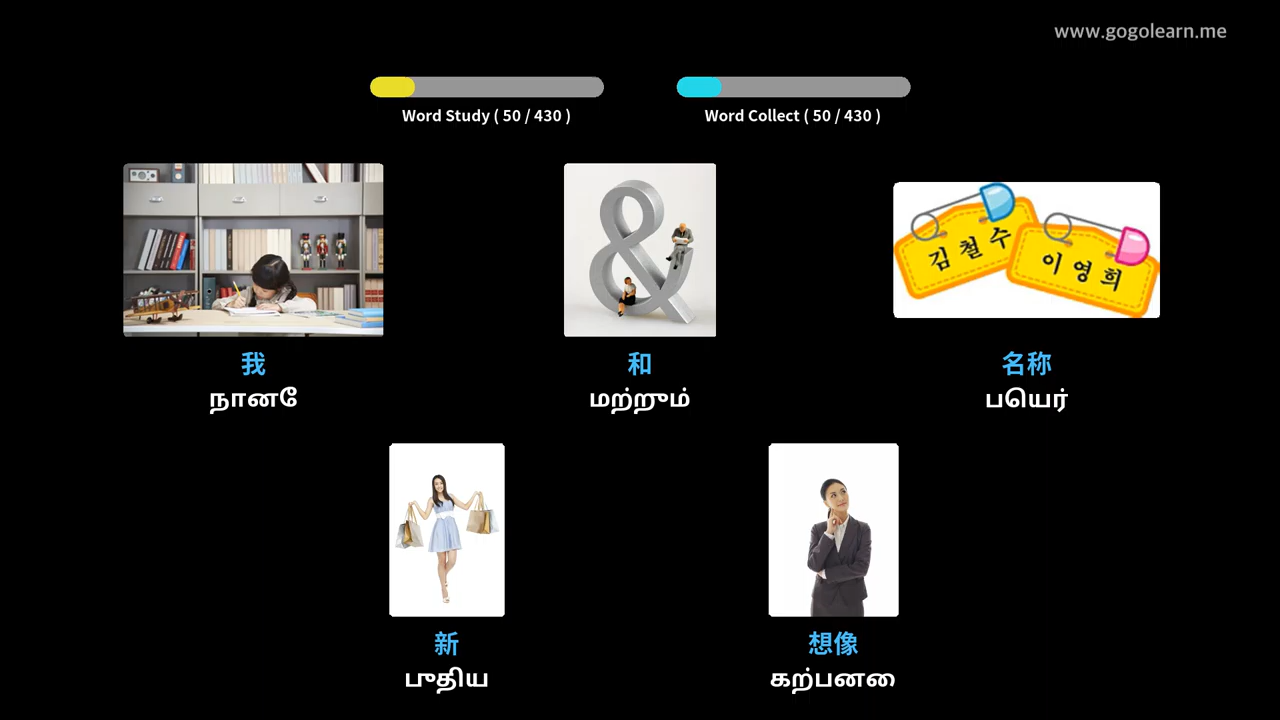 www.gogolearn.me
Word Study ( 50 / 430 )
Word Collect ( 50 / 430 )
김철수
이영희
我
நானே
和
மற்றும்
名称
பெயர்
新
புதிய
想像
கற்பனை